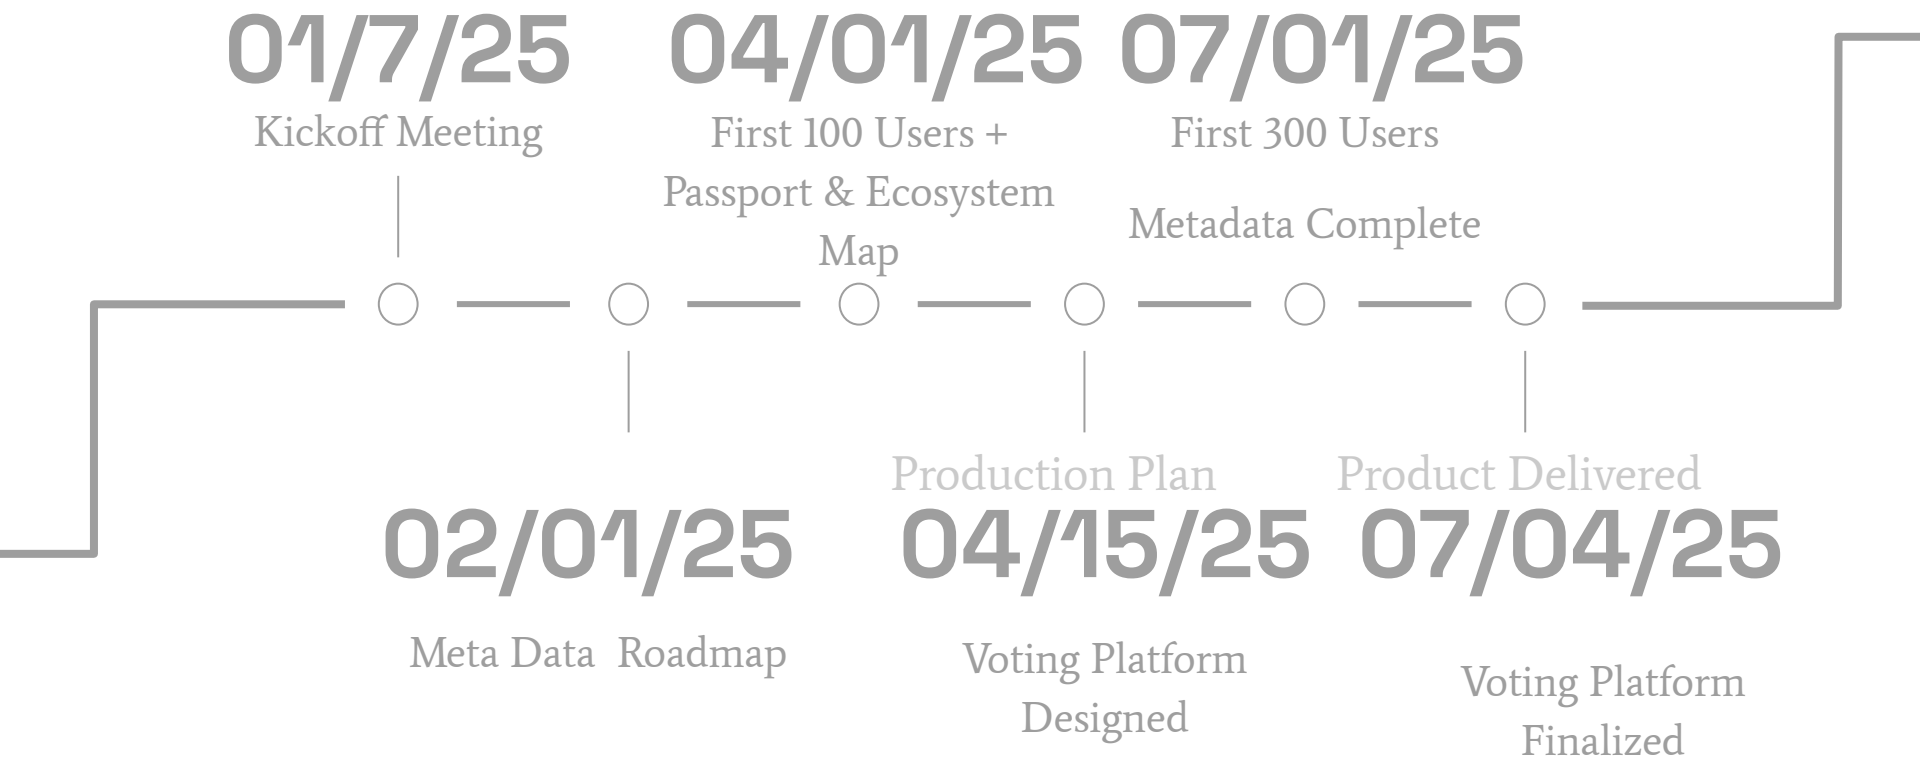 01/7/25
Kickoff Meeting
04/01/25
First 100 Users +
Passport & Ecosystem
Map
07/01/25
First 300 Users
Metadata Complete
02/01/25
Meta Data  Roadmap
Production Plan
04/15/25
Voting Platform
Designed
Product Delivered
07/04/25
Voting Platform
Finalized